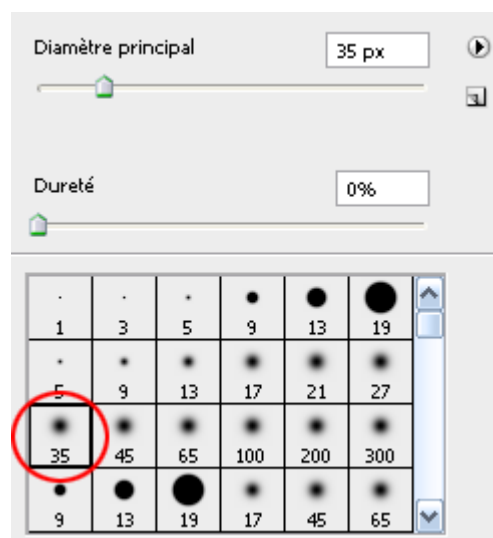 Diamètre principal 35 px
Dureté 0%
1 3 5 9 13 19
5 9 13 17 21 27
35 45 65 100 200 300
9 13 19 17 45 65